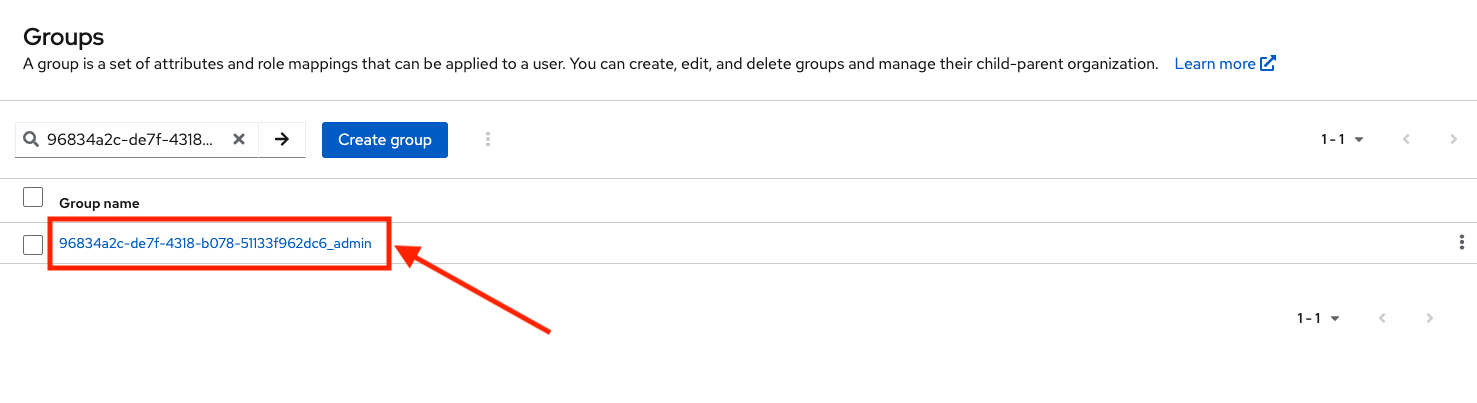 Groups
A group is a set of attributes and role mappings that can be applied to a user. You can create, edit, and delete groups and manage their child-parent organization. Learn more
96834a2c-de7f-4318... Create group 1 - 1
Group name
96834a2c-de7f-4318-b078-51133f962dc6_admin
1 - 1